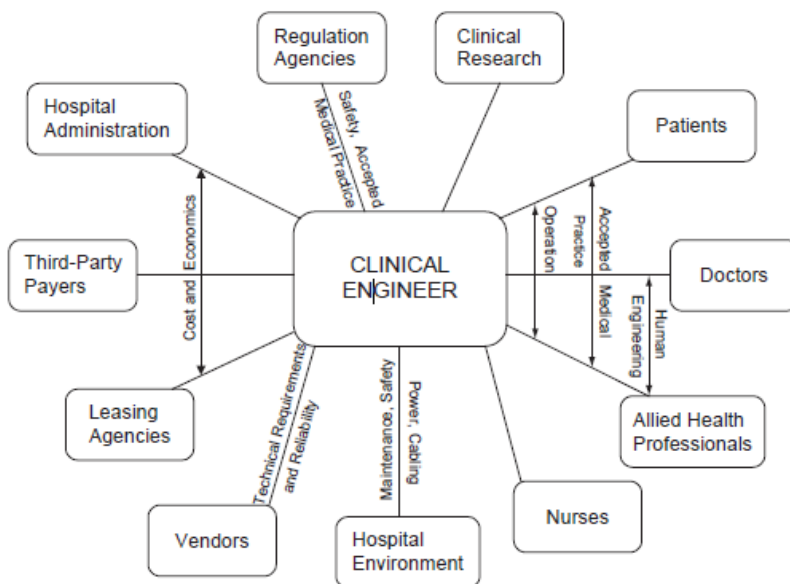 Regulation
Agencies
Clinical
Research
Hospital
Administration
Safety, Accepted
Medical Practice
Patients
Third-Party
Payers
Cost and Economics
CLINICAL
ENGINEER
Operation
Accepted Medical
Practice
Doctors
Human
Engineering
Leasing
Agencies
Technical Requirements
and Reliability
Maintenance, Safety
Power, Cabling
Allied Health
Professionals
Vendors
Hospital
Environment
Nurses